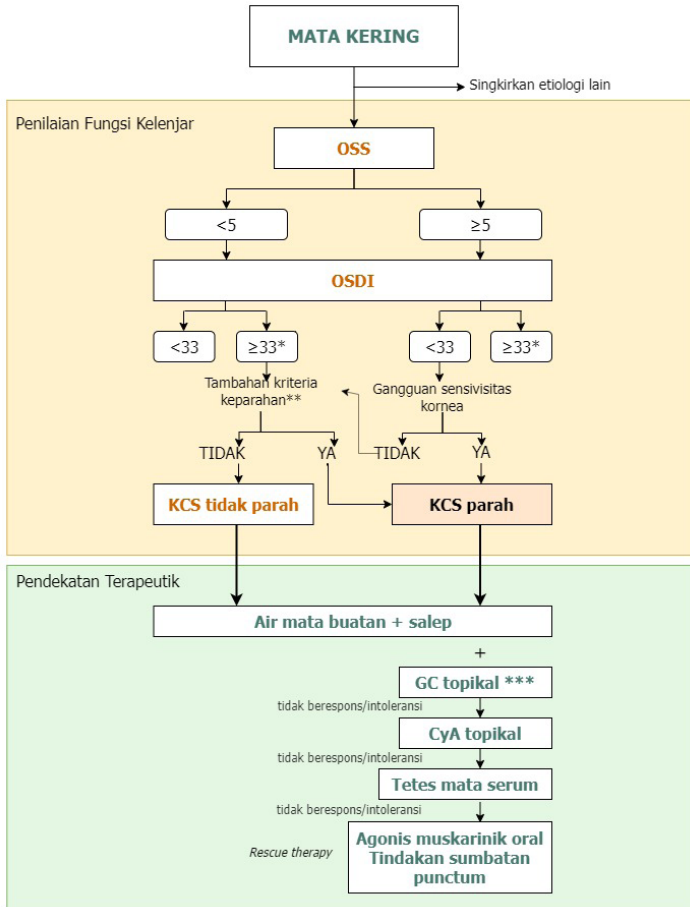 MATA KERING
Singkirkan etiologi lain
Penilaian Fungsi Kelenjar
OSS
<5
≥5
OSDI
<33
≥33*
<33
≥33*
Tambahan kriteria
keparahan**
Gangguan sensivisitas
kornea
TIDAK
YA
TIDAK
YA
KCS tidak parah
KCS parah
Pendekatan Terapeutik
Air mata buatan + salep
+
GC topikal ***
tidak berespons/intoleransi
CyA topikal
tidak berespons/intoleransi
Tetes mata serum
tidak berespons/intoleransi
Rescue therapy
Agonis muskarinik oral
Tindakan sumbatan
punctum